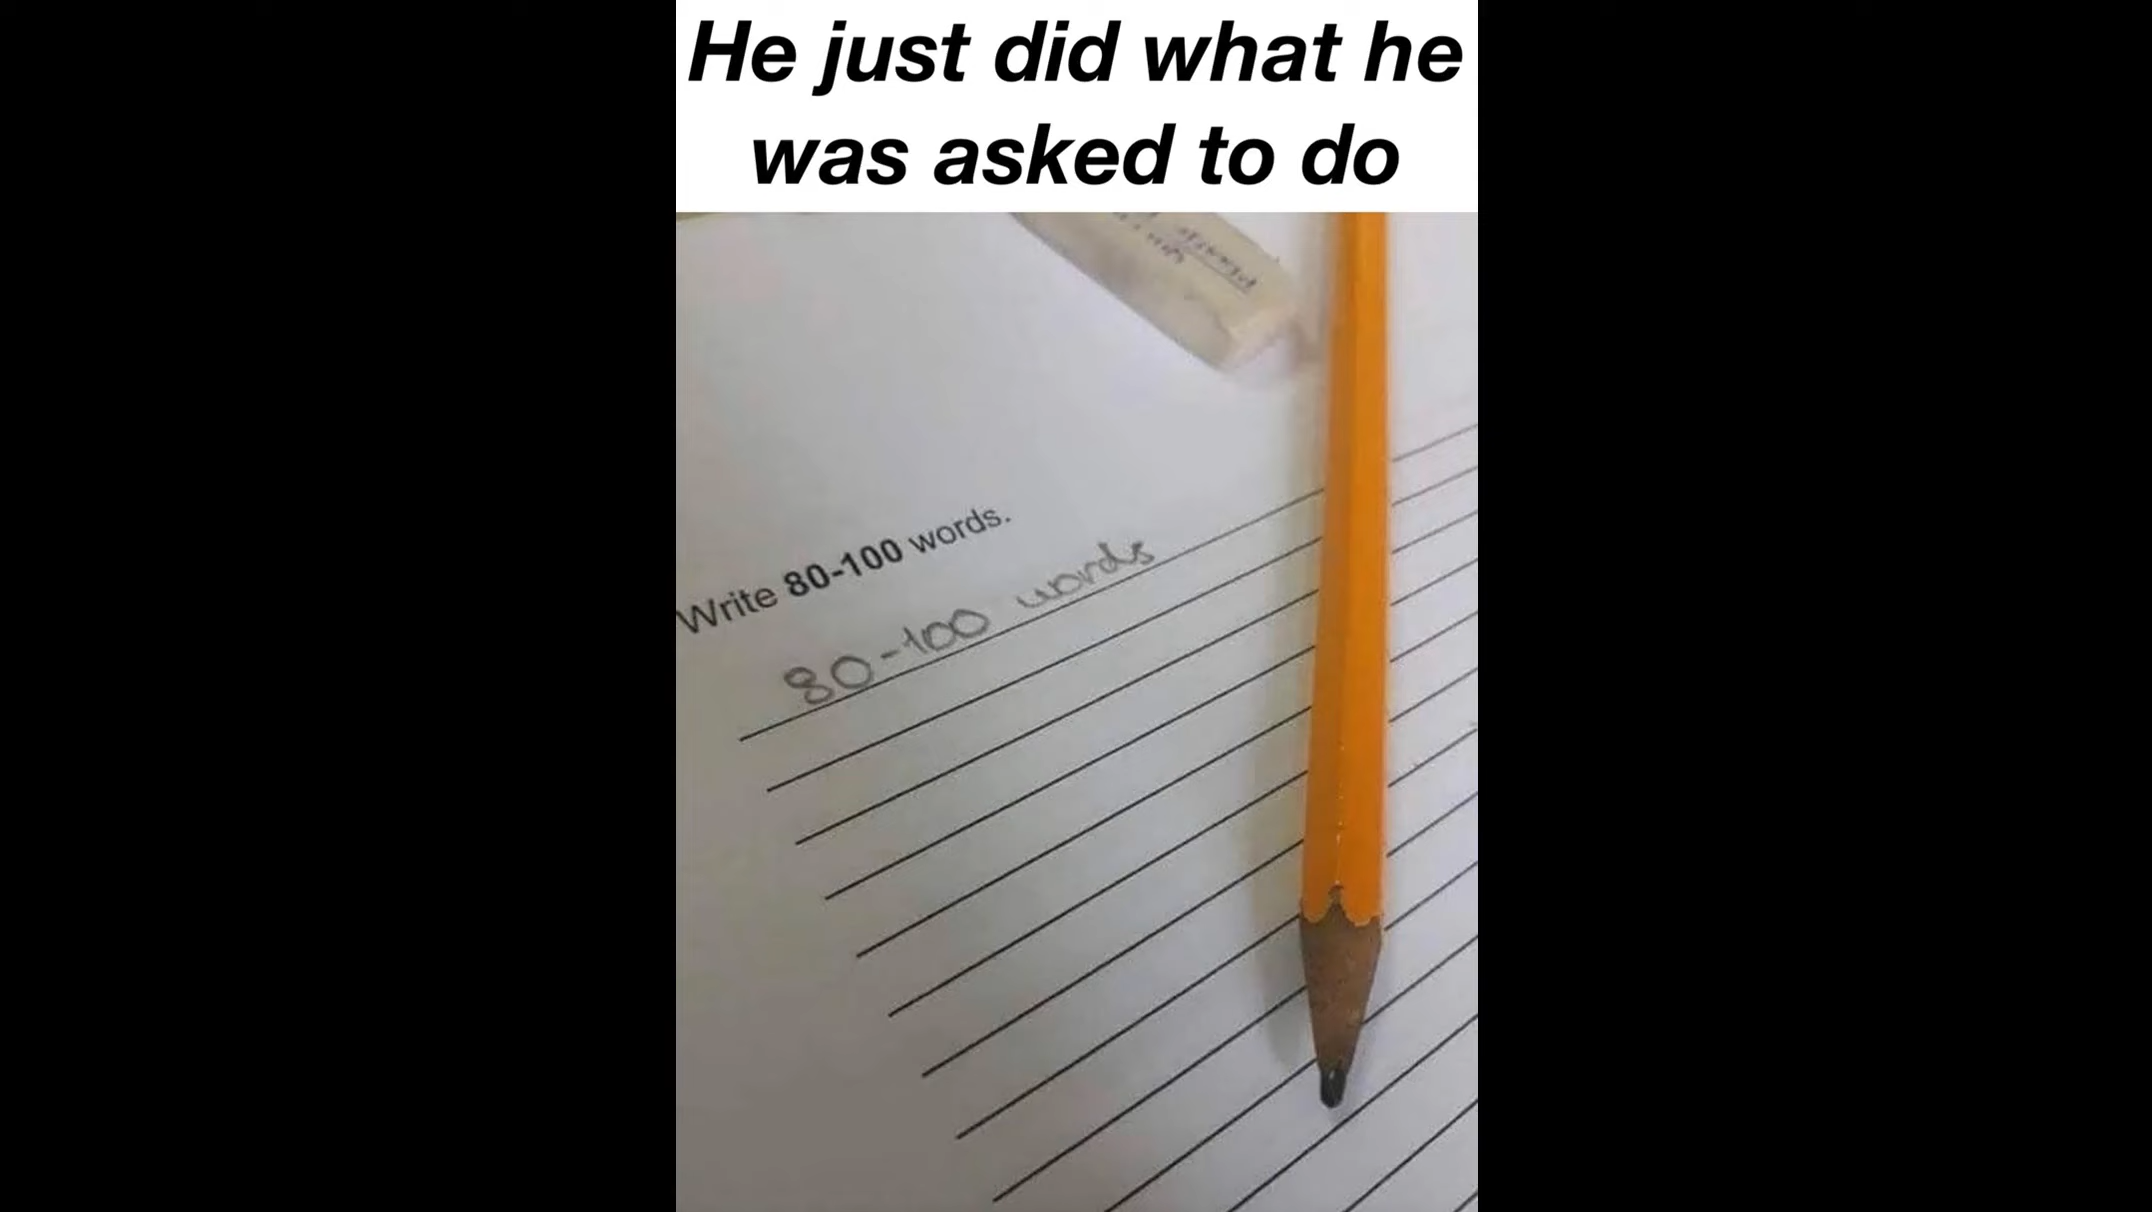 He just did what he
was asked to do
Write 80-100 words.
80-100 words